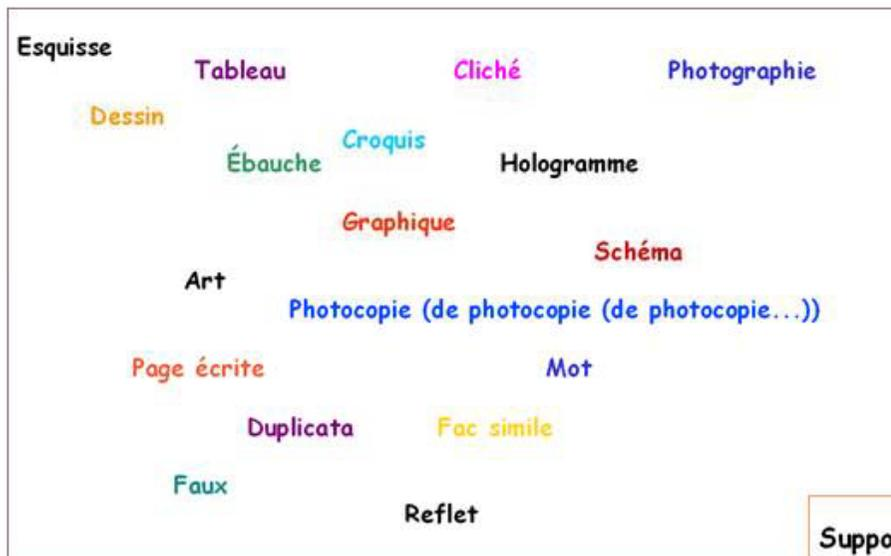 Esquisse
Tableau Cliché Photographie
Dessin
Croquis
Ébauche Hologramme
Graphique
Schéma
Art
Photocopie (de photocopie (de photocopie...))
Page écrite Mot
Duplicata Fac simile
Faux
Reflet